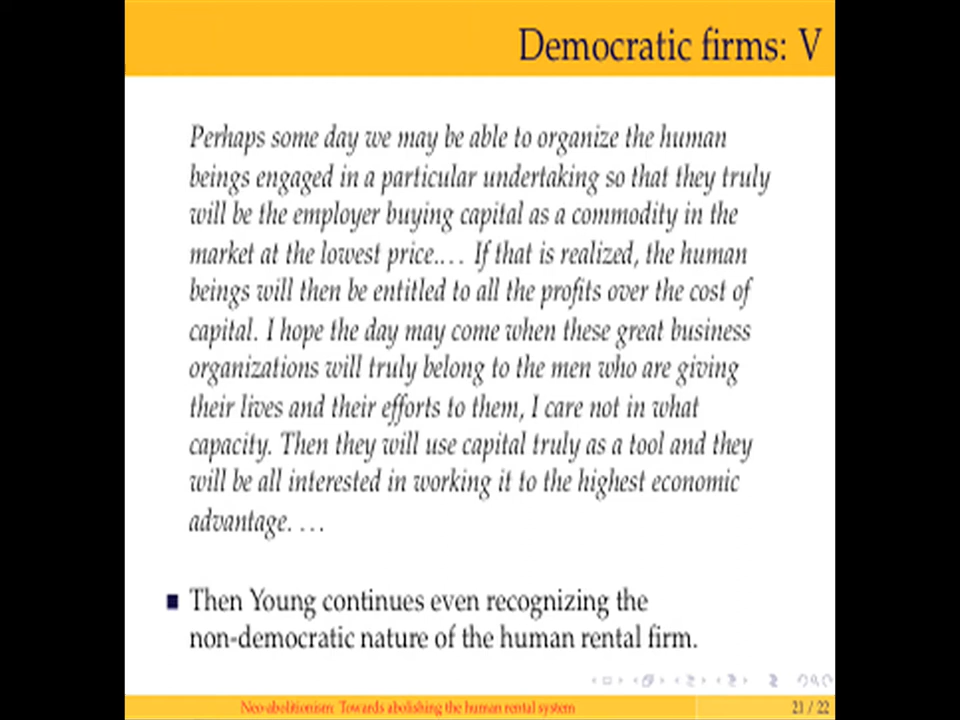 Democratic firms: V
Perhaps some day we may be able to organize the human
beings engaged in a particular undertaking so that they truly
will be the employer buying capital as a commodity in the
market at the lowest price.... If that is realized, the human
beings will then be entitled to all the profits over the cost of
capital. I hope the day may come when these great business
organizations will truly belong to the men who are giving
their lives and their efforts to them, I care not in what
capacity. Then they will use capital truly as a tool and they
will be all interested in working it to the highest economic
advantage. ...
Then Young continues even recognizing the
non-democratic nature of the human rental firm.
Neo-abolitionism: Towards abolishing the human rental system
21 / 22